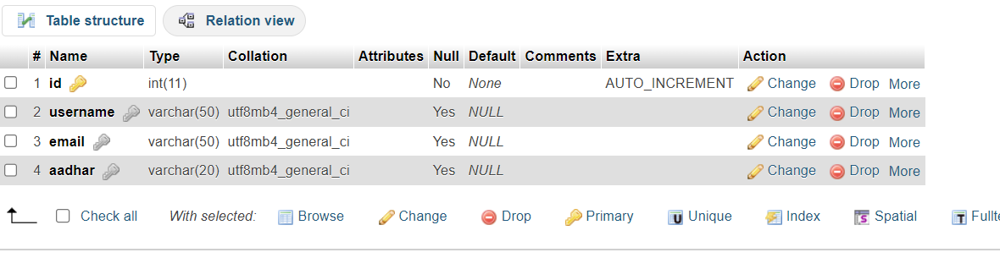 Table structure Relation view
# Name Type Collation Attributes Null Default Comments Extra Action
1 id int(11) No None AUTO_INCREMENT Change Drop More
2 username varchar(50) utf8mb4_general_ci Yes NULL Change Drop More
3 email varchar(50) utf8mb4_general_ci Yes NULL Change Drop More
4 aadhar varchar(20) utf8mb4_general_ci Yes NULL Change Drop More
Check all With selected: Browse Change Drop Primary U Unique Index S Spatial T Fullte